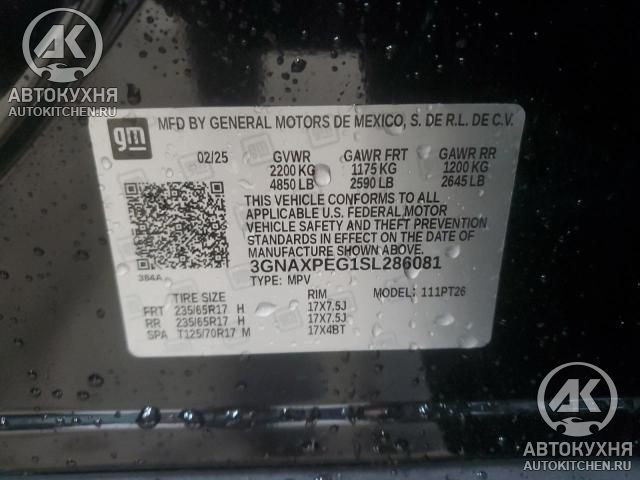 АК
АВТОКУХНЯ
AUTOKITCHEN.RU
gm
MFD BY GENERAL MOTORS DE MEXICO, S. DE R.L. DE C.V.
02/25 GVWR GAWR FRT GAWR RR
2200 KG 1175 KG 1200 KG
4850 LB 2590 LB 2645 LB
THIS VEHICLE CONFORMS TO ALL
APPLICABLE U.S. FEDERAL MOTOR
VEHICLE SAFETY AND THEFT PREVENTION
STANDARDS IN EFFECT ON THE DATE OF
MANUFACTURE SHOWN ABOVE.
3GNAXPEG1SL286081
384A
TYPE: MPV MODEL: 111PT26
TIRE SIZE RIM
FRT 235/65R17 H 17X7.5J
RR 235/65R17 H 17X7.5J
SPA T125/70R17 M 17X4BT
АК
АВТОКУХНЯ
AUTOKITCHEN.RU